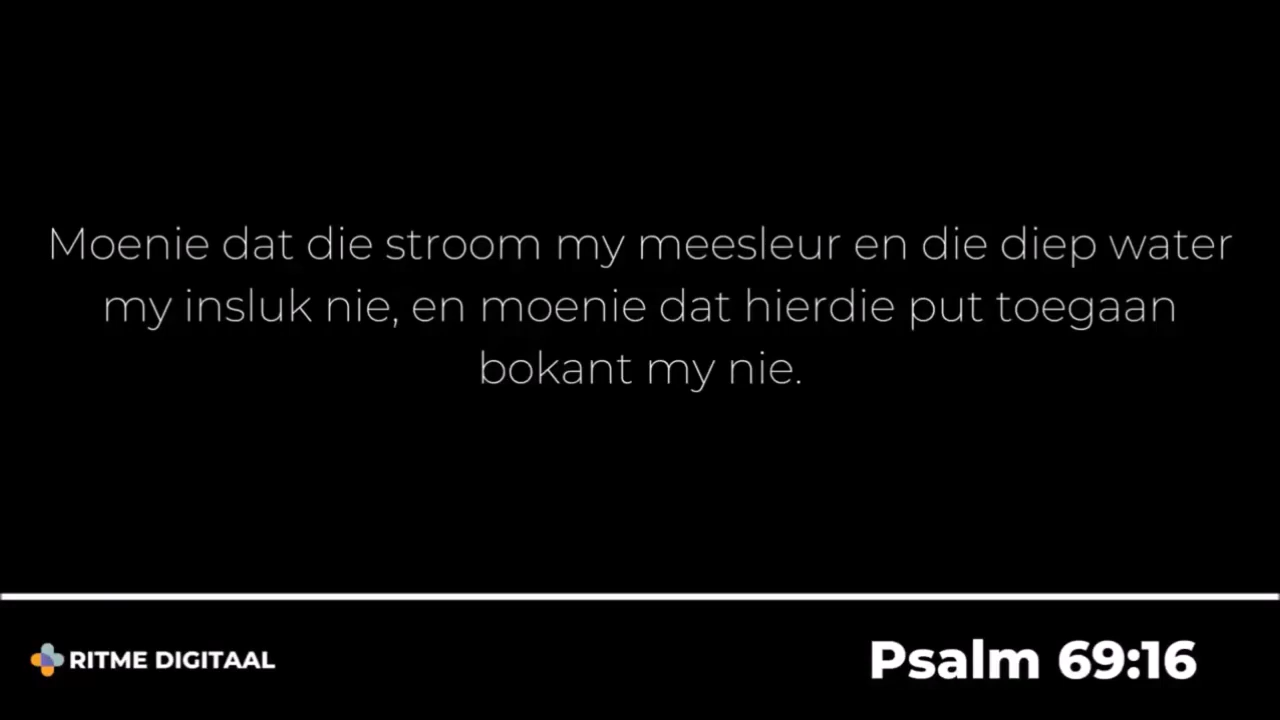 Moenie dat die stroom my meesleur en die diep water
my insluk nie, en moenie dat hierdie put toegaan
bokant my nie.
RITME DIGITAAL
Psalm 69:16